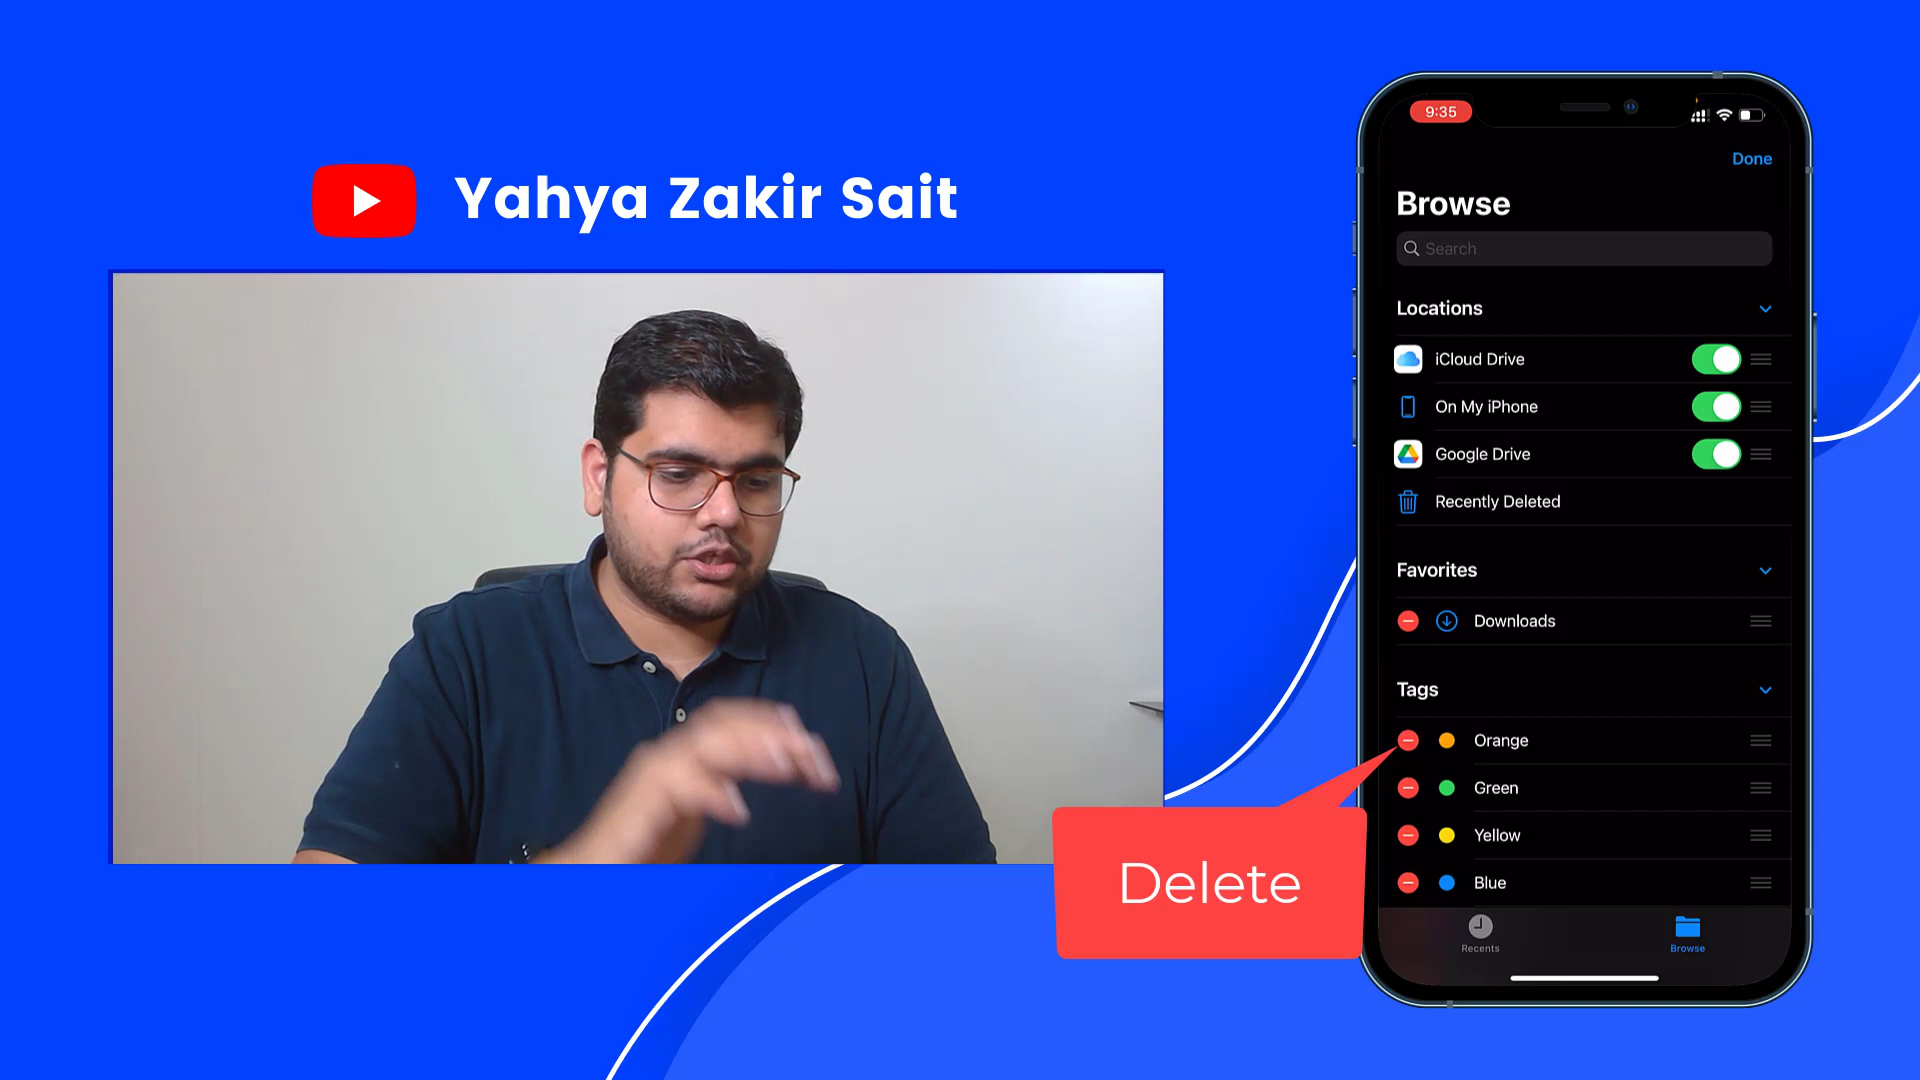 Yahya Zakir Sait
9:35
Done
Browse
Search
Locations
iCloud Drive
On My iPhone
Google Drive
Recently Deleted
Favorites
Downloads
Tags
Orange
Green
Yellow
Blue
Recents
Browse
Delete